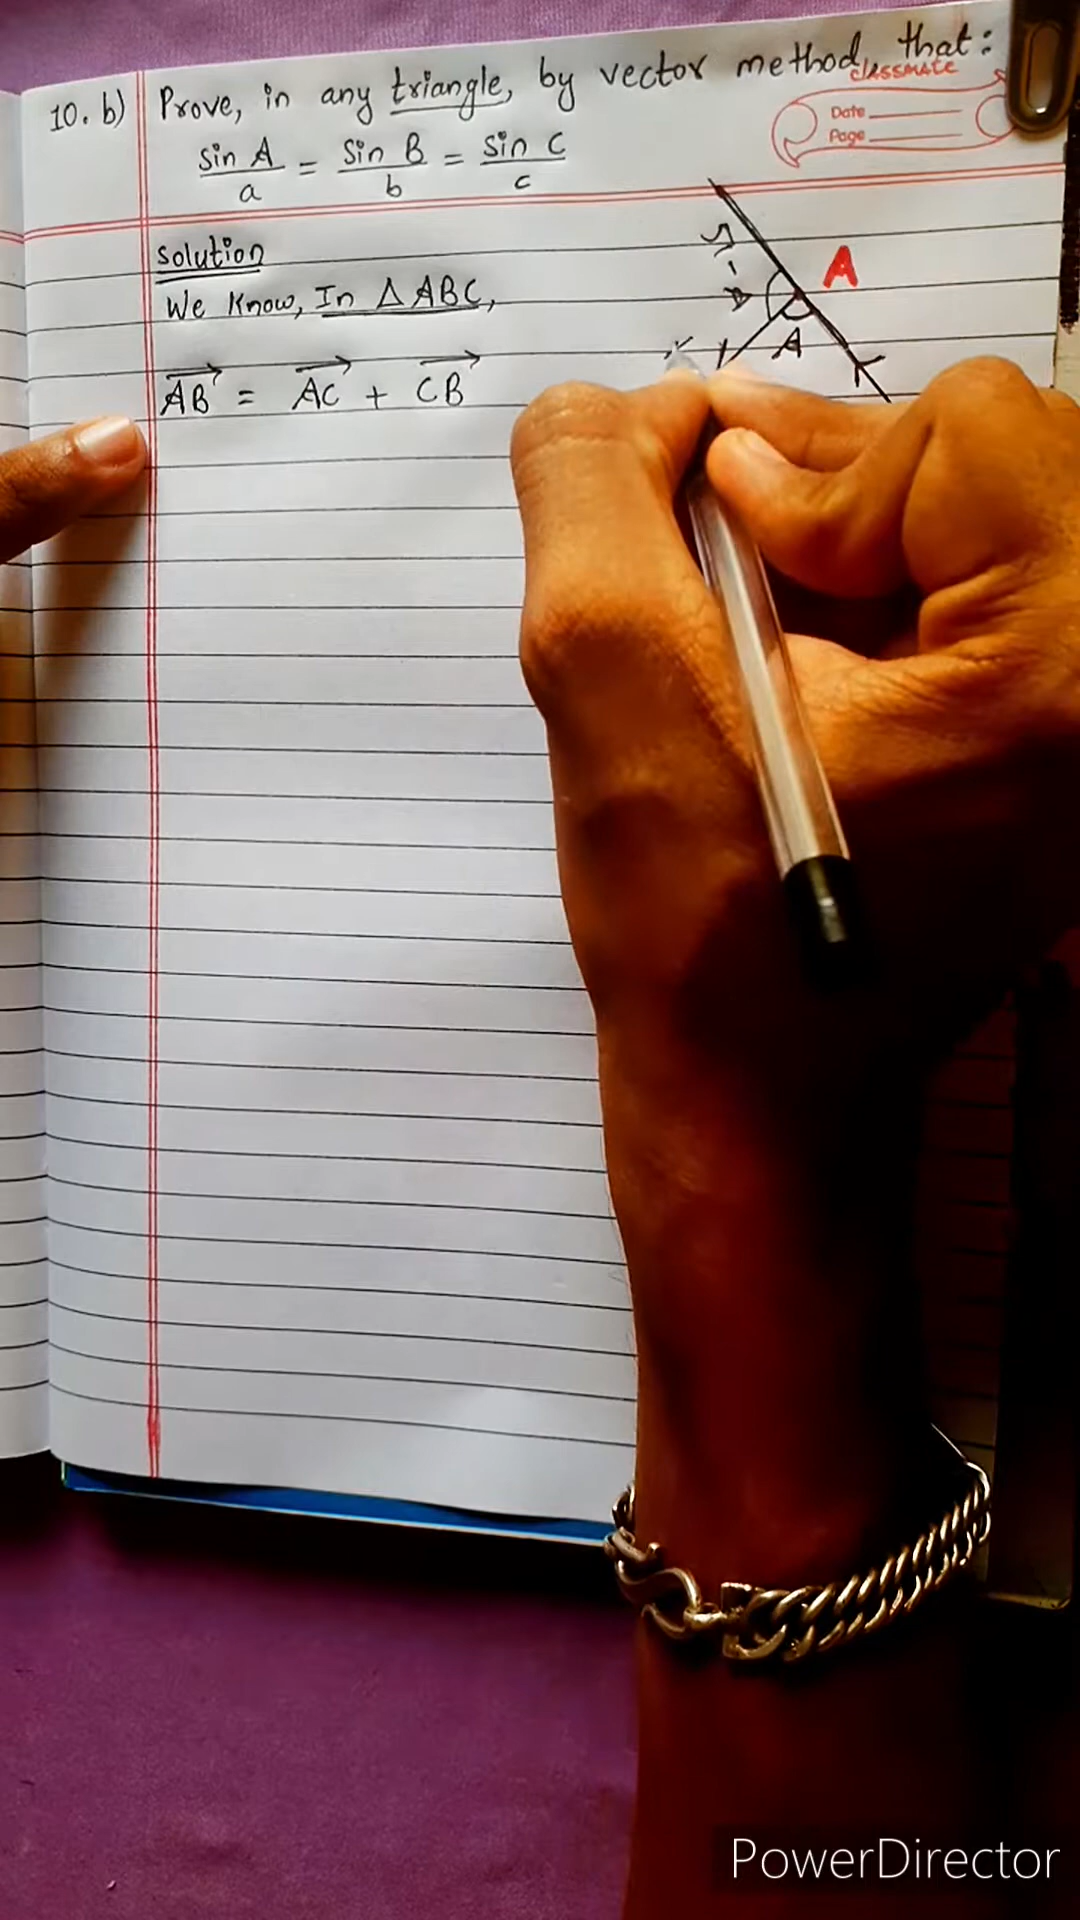 10. b) Prove, in any triangle, by vector method, that:
classmate
Date
Page
sin A / a = sin B / b = sin C / c
Solution
We Know, In Δ ABC,
A
A
AB = AC + CB
PowerDirector